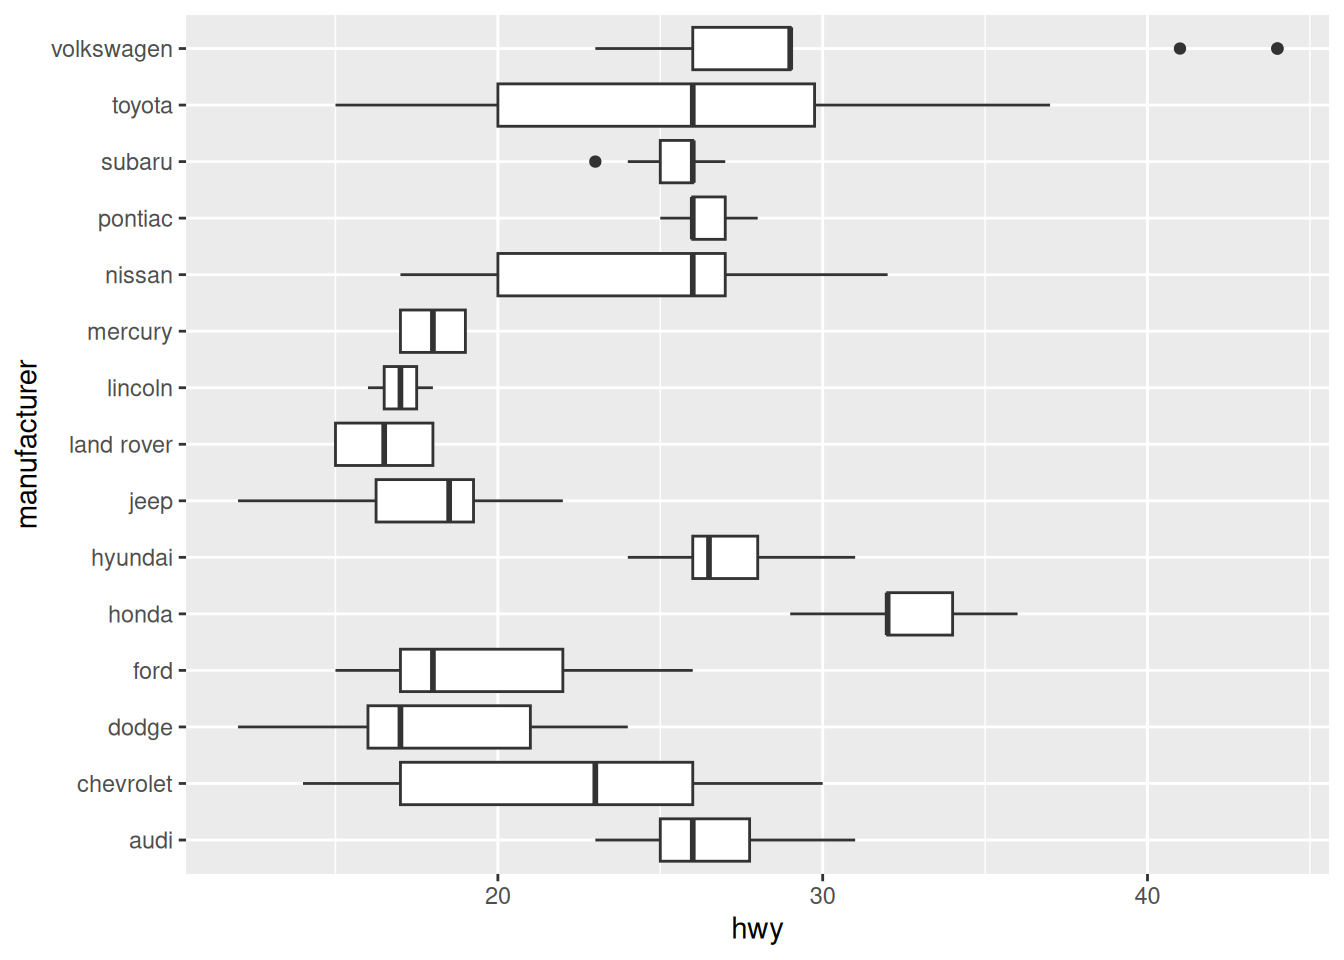 volkswagen
toyota
subaru
pontiac
nissan
mercury
lincoln
land rover
jeep
hyundai
honda
ford
dodge
chevrolet
audi
manufacturer
20 30 40
hwy